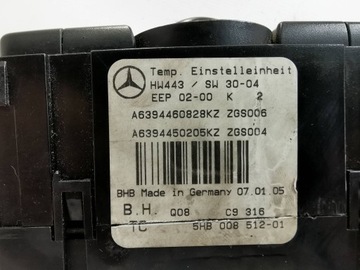 Temp. Einstelleinheit
HW443 / SW 30-04
EEP 02-00 K 2
A6394460828KZ ZGS006
A6394450205KZ ZGS004
BHB Made in Germany 07.01.05
B.H. Q08 C9 316
TC 5HB 008 512-01